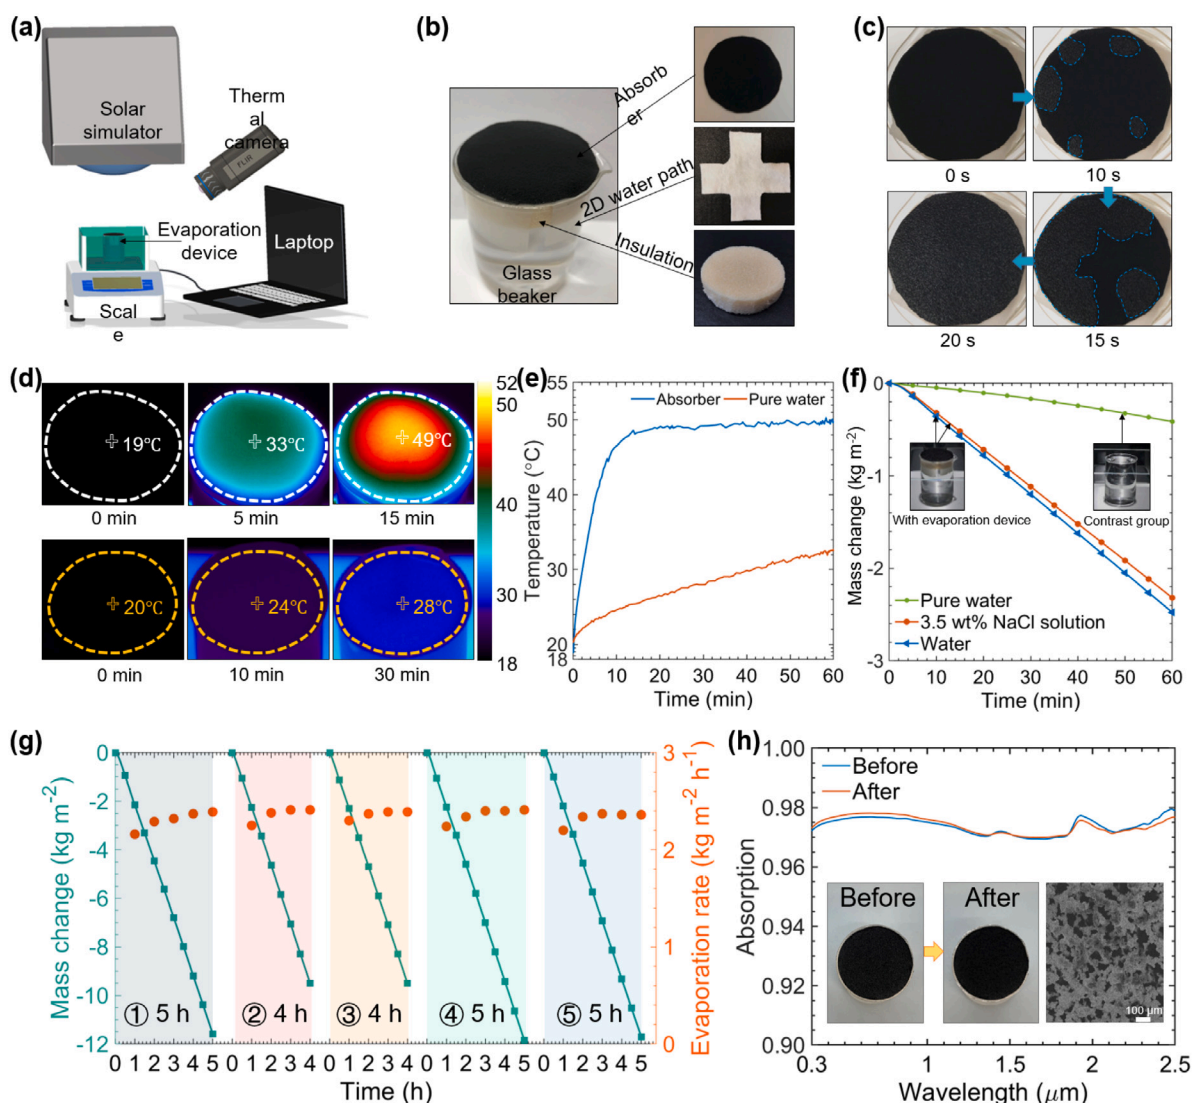 (a)
Solar
simulator
Therm
al
camera
FLIR
Evaporation
device
Laptop
Scal
e
(b)
Absorb
er
2D water path
Insulation
Glass
beaker
(c)
0 s
10 s
20 s
15 s
(d)
19°C
33°C
49°C
0 min
5 min
15 min
20°C
24°C
28°C
0 min
10 min
30 min
52
50
40
30
18
(e)
Absorber
Pure water
Temperature (°C)
52
50
40
30
20
18
0 10 20 30 40 50 60
Time (min)
(f)
Mass change (kg m-2)
0
-1
-2
-3
With evaporation device
Contrast group
Pure water
3.5 wt% NaCl solution
Water
0 10 20 30 40 50 60
Time (min)
(g)
Mass change (kg m-2)
0
-2
-4
-6
-8
-10
-12
① 5 h
② 4 h
③ 4 h
④ 5 h
⑤ 5 h
0 1 2 3 4 5 0 1 2 3 4 0 1 2 3 4 0 1 2 3 4 5 0 1 2 3 4 5
Time (h)
3
2
1
0
Evaporation rate (kg m-2 h-1)
(h)
Absorption
1.00
0.98
0.96
0.94
0.92
0.90
Before
After
Before
After
100 μm
0.3 1 1.5 2 2.5
Wavelength (μm)